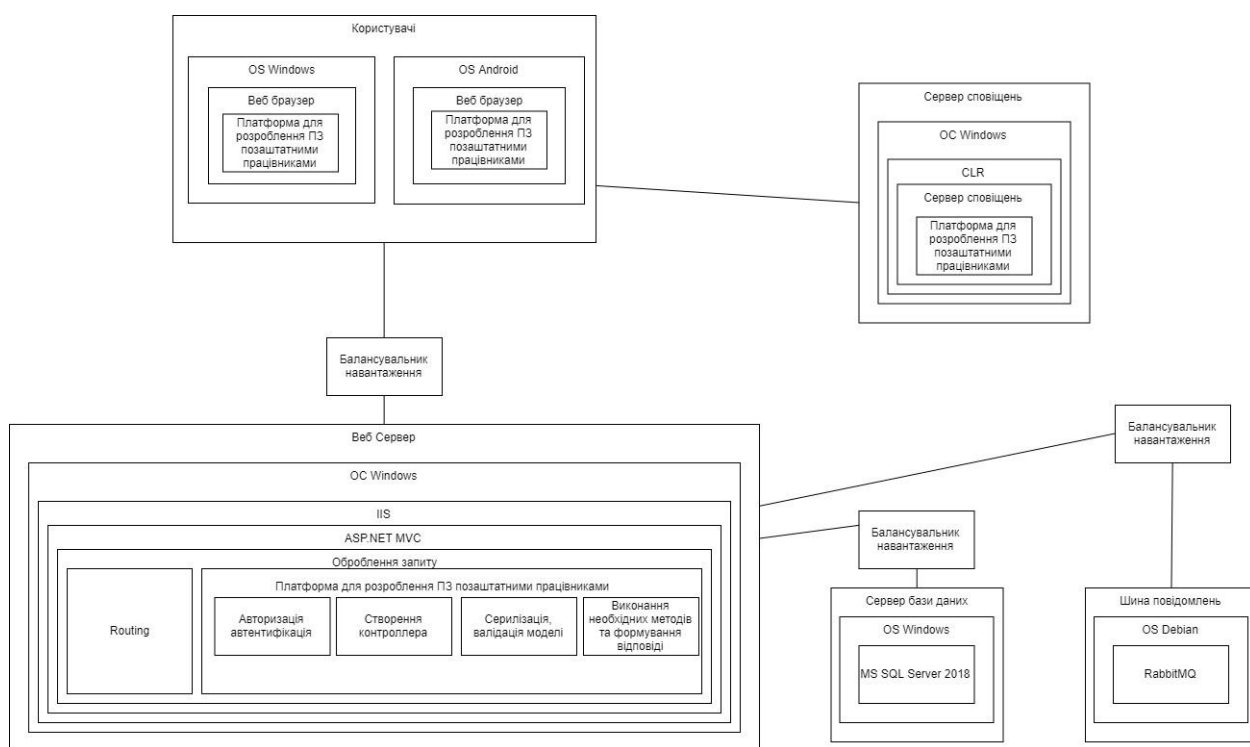 Користувачі
OS Windows
Веб браузер
Платформа для
розроблення ПЗ
позаштатними
працівниками
OS Android
Веб браузер
Платформа для
розроблення ПЗ
позаштатними
працівниками
Сервер сповіщень
ОС Windows
CLR
Сервер сповіщень
Платформа для
розроблення ПЗ
позаштатними
працівниками
Балансувальник
навантаження
Веб Сервер
ОС Windows
IIS
ASP.NET MVC
Оброблення запиту
Routing
Платформа для розроблення ПЗ позаштатними працівниками
Авторизація
автентифікація
Створення
контроллера
Серилізація,
валідація моделі
Виконання
необхідних методів
та формування
відповіді
Балансувальник
навантаження
Сервер бази даних
OS Windows
MS SQL Server 2018
Балансувальник
навантаження
Шина повідомлень
OS Debian
RabbitMQ